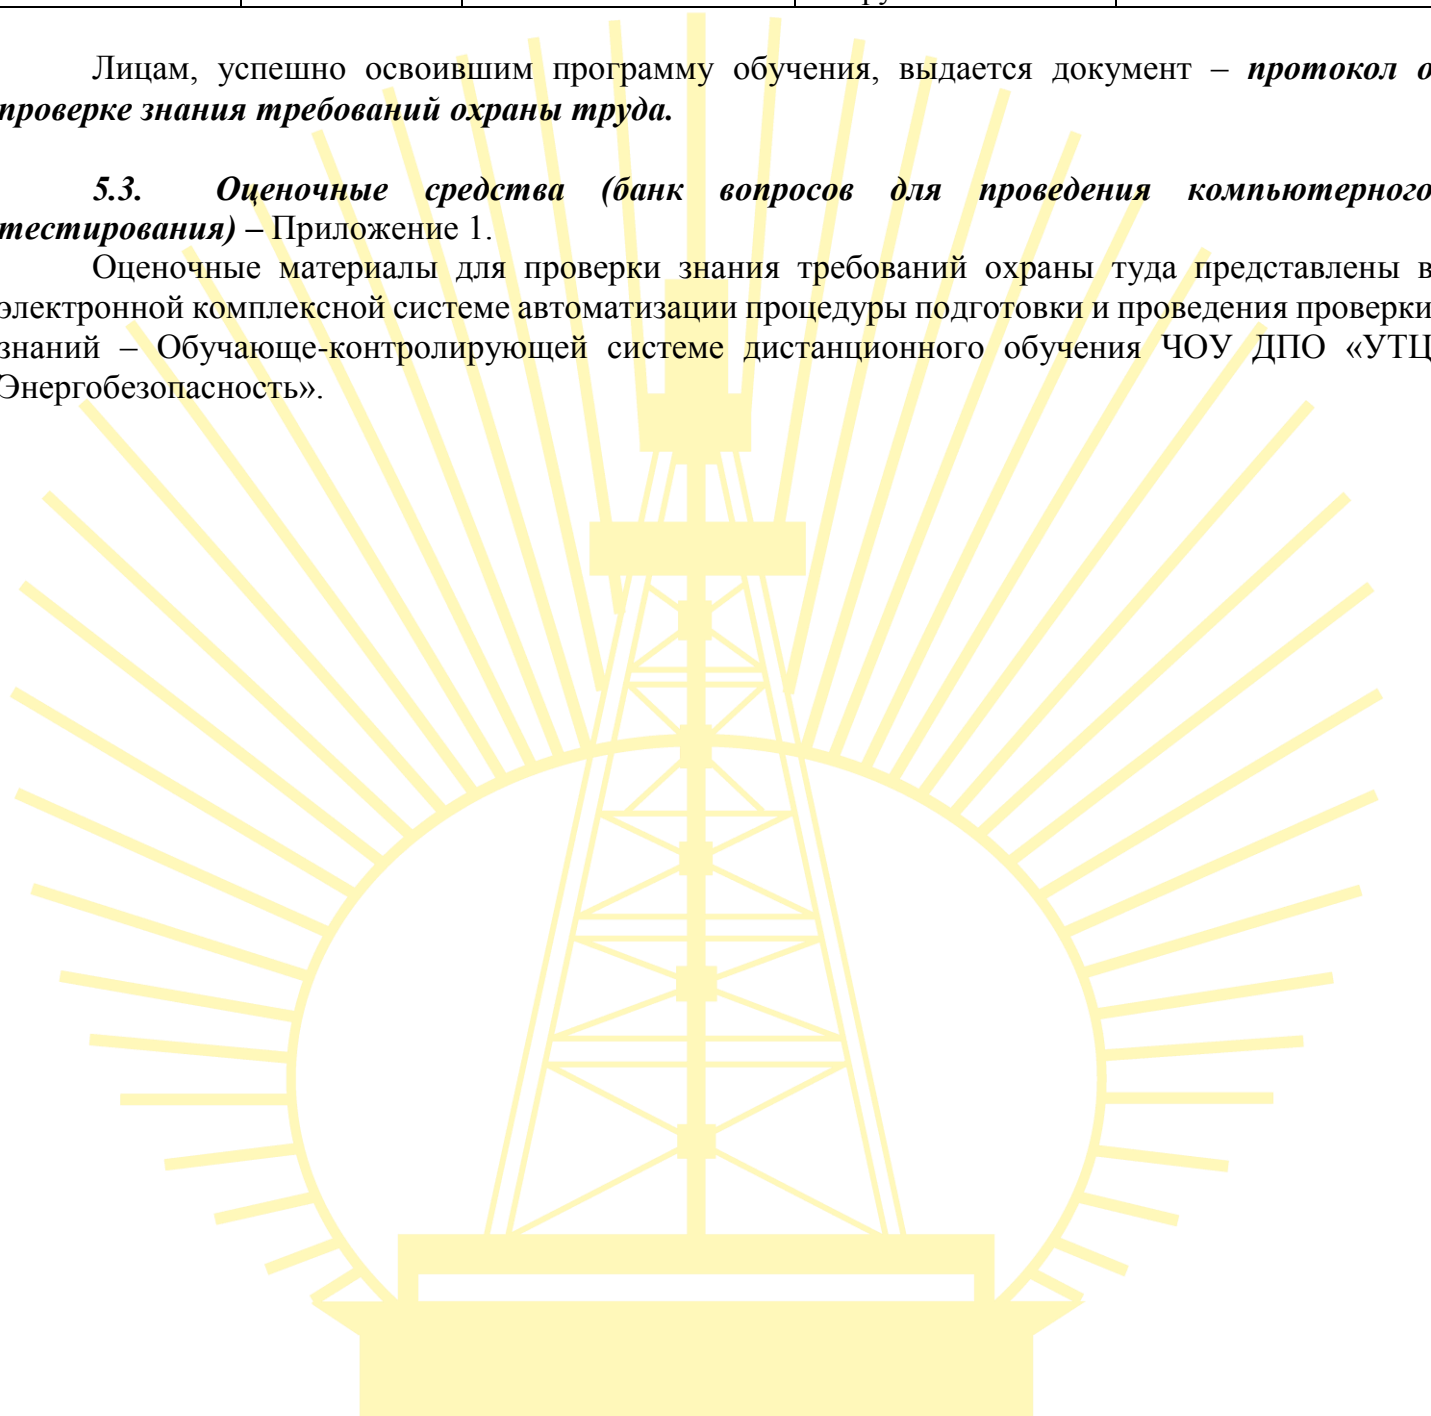 Лицам, успешно освоившим программу обучения, выдается документ – протокол о
проверке знания требований охраны труда.
5.3. Оценочные средства (банк вопросов для проведения компьютерного
тестирования) – Приложение 1.
Оценочные материалы для проверки знания требований охраны туда представлены в
электронной комплексной системе автоматизации процедуры подготовки и проведения проверки
знаний – Обучающе-контролирующей системе дистанционного обучения ЧОУ ДПО «УТЦ
Энергобезопасность».